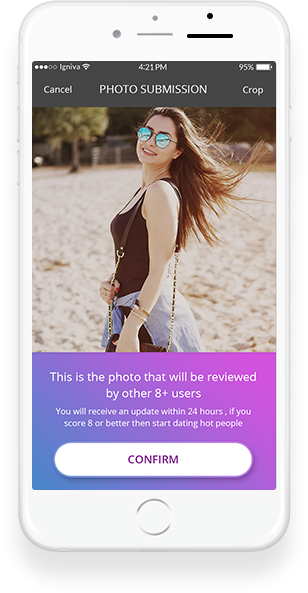 ●●●○○ Igniva 4:21 PM 95%
Cancel PHOTO SUBMISSION Crop
This is the photo that will be reviewed
by other 8+ users
You will receive an update within 24 hours , if you
score 8 or better then start dating hot people
CONFIRM